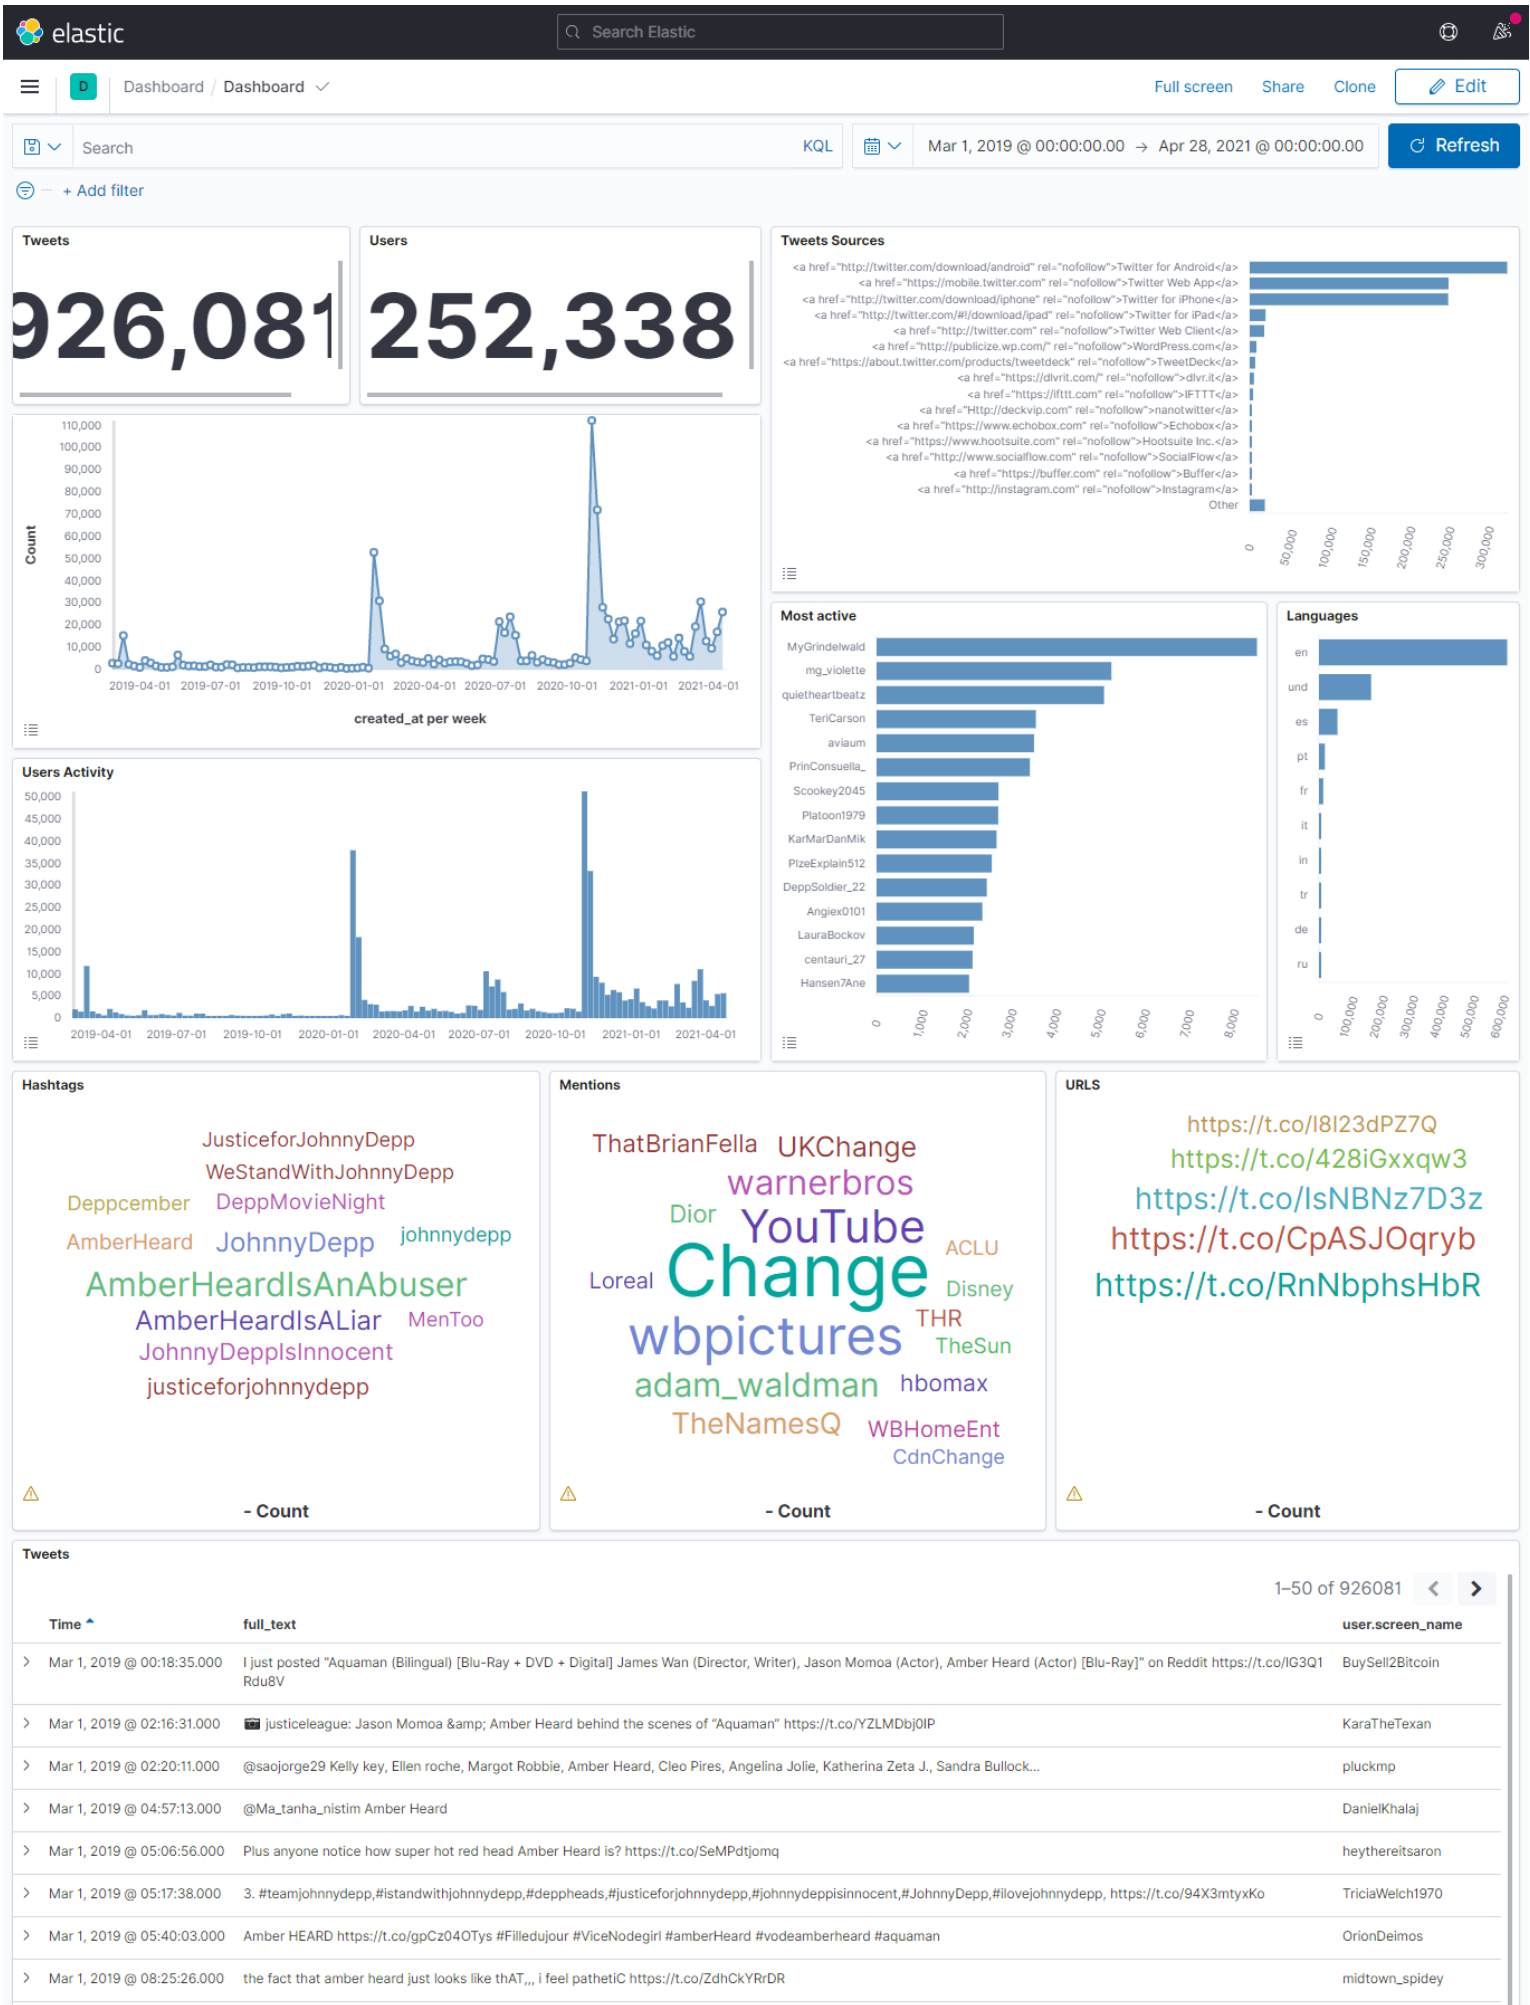 elastic
Search Elastic
D
Dashboard / Dashboard
Full screen
Share
Clone
Edit
Search
KQL
Mar 1, 2019 @ 00:00:00.00 → Apr 28, 2021 @ 00:00:00.00
Refresh
+ Add filter
Tweets
926,081
Users
252,338
Tweets Sources
<a href="http://twitter.com/download/android" rel="nofollow">Twitter for Android</a>
<a href="https://mobile.twitter.com" rel="nofollow">Twitter Web App</a>
<a href="http://twitter.com/download/iphone" rel="nofollow">Twitter for iPhone</a>
<a href="http://twitter.com/#!/download/ipad" rel="nofollow">Twitter for iPad</a>
<a href="http://twitter.com" rel="nofollow">Twitter Web Client</a>
<a href="http://publicize.wp.com/" rel="nofollow">WordPress.com</a>
<a href="https://about.twitter.com/products/tweetdeck" rel="nofollow">TweetDeck</a>
<a href="https://dlvrit.com/" rel="nofollow">dlvr.it</a>
<a href="https://ifttt.com" rel="nofollow">IFTTT</a>
<a href="Http://deckvip.com" rel="nofollow">nanotwitter</a>
<a href="https://www.echobox.com" rel="nofollow">Echobox</a>
<a href="https://www.hootsuite.com" rel="nofollow">Hootsuite Inc.</a>
<a href="http://www.socialflow.com" rel="nofollow">SocialFlow</a>
<a href="https://buffer.com" rel="nofollow">Buffer</a>
<a href="http://instagram.com" rel="nofollow">Instagram</a>
Other
0 50,000 100,000 150,000 200,000 250,000 300,000
Count
110,000
100,000
90,000
80,000
70,000
60,000
50,000
40,000
30,000
20,000
10,000
0
2019-04-01 2019-07-01 2019-10-01 2020-01-01 2020-04-01 2020-07-01 2020-10-01 2021-01-01 2021-04-01
created_at per week
Users Activity
50,000
45,000
40,000
35,000
30,000
25,000
20,000
15,000
10,000
5,000
0
2019-04-01 2019-07-01 2019-10-01 2020-01-01 2020-04-01 2020-07-01 2020-10-01 2021-01-01 2021-04-01
Most active
MyGrindelwald
mg_violette
quietheartbeatz
TeriCarson
aviaum
PrinConsuella_
Scookey2045
Platoon1979
KarMarDanMik
PlzeExplain512
DeppSoldier_22
Angiex0101
LauraBockov
centauri_27
Hansen7Ane
0 1,000 2,000 3,000 4,000 5,000 6,000 7,000 8,000
Languages
en
und
es
pt
fr
it
in
tr
de
ru
0 100,000 200,000 300,000 400,000 500,000 600,000
Hashtags
JusticeforJohnnyDepp
WeStandWithJohnnyDepp
Deppcember DeppMovieNight
AmberHeard JohnnyDepp johnnydepp
AmberHeardIsAnAbuser
AmberHeardIsALiar MenToo
JohnnyDeppIsInnocent
justiceforjohnnydepp
- Count
Mentions
ThatBrianFella UKChange
warnerbros
Dior YouTube
ACLU
Loreal Change Disney
wbpictures THR
TheSun
adam_waldman hbomax
TheNamesQ WBHomeEnt
CdnChange
- Count
URLS
https://t.co/I8I23dPZ7Q
https://t.co/428iGxxqw3
https://t.co/IsNBNz7D3z
https://t.co/CpASJOqryb
https://t.co/RnNbphsHbR
- Count
Tweets
1–50 of 926081
Time full_text user.screen_name
Mar 1, 2019 @ 00:18:35.000 I just posted "Aquaman (Bilingual) [Blu-Ray + DVD + Digital] James Wan (Director, Writer), Jason Momoa (Actor), Amber Heard (Actor) [Blu-Ray]" on Reddit https://t.co/IG3Q1 BuySell2Bitcoin
Rdu8V
Mar 1, 2019 @ 02:16:31.000 📷 justiceleague: Jason Momoa &amp; Amber Heard behind the scenes of “Aquaman” https://t.co/YZLMDbj0IP KaraTheTexan
Mar 1, 2019 @ 02:20:11.000 @saojorge29 Kelly key, Ellen roche, Margot Robbie, Amber Heard, Cleo Pires, Angelina Jolie, Katherina Zeta J., Sandra Bullock... pluckmp
Mar 1, 2019 @ 04:57:13.000 @Ma_tanha_nistim Amber Heard DanielKhalaj
Mar 1, 2019 @ 05:06:56.000 Plus anyone notice how super hot red head Amber Heard is? https://t.co/SeMPdtjomq heythereitsaron
Mar 1, 2019 @ 05:17:38.000 3. #teamjohnnydepp,#istandwithjohnnydepp,#deppheads,#justiceforjohnnydepp,#johnnydeppisinnocent,#JohnnyDepp,#ilovejohnnydepp, https://t.co/94X3mtyxKo TriciaWelch1970
Mar 1, 2019 @ 05:40:03.000 Amber HEARD https://t.co/gpCz04OTys #Filledujour #ViceNodegirl #amberHeard #vodeamberheard #aquaman OrionDeimos
Mar 1, 2019 @ 08:25:26.000 the fact that amber heard just looks like thAT,,, i feel pathetiC https://t.co/ZdhCkYRrDR midtown_spidey